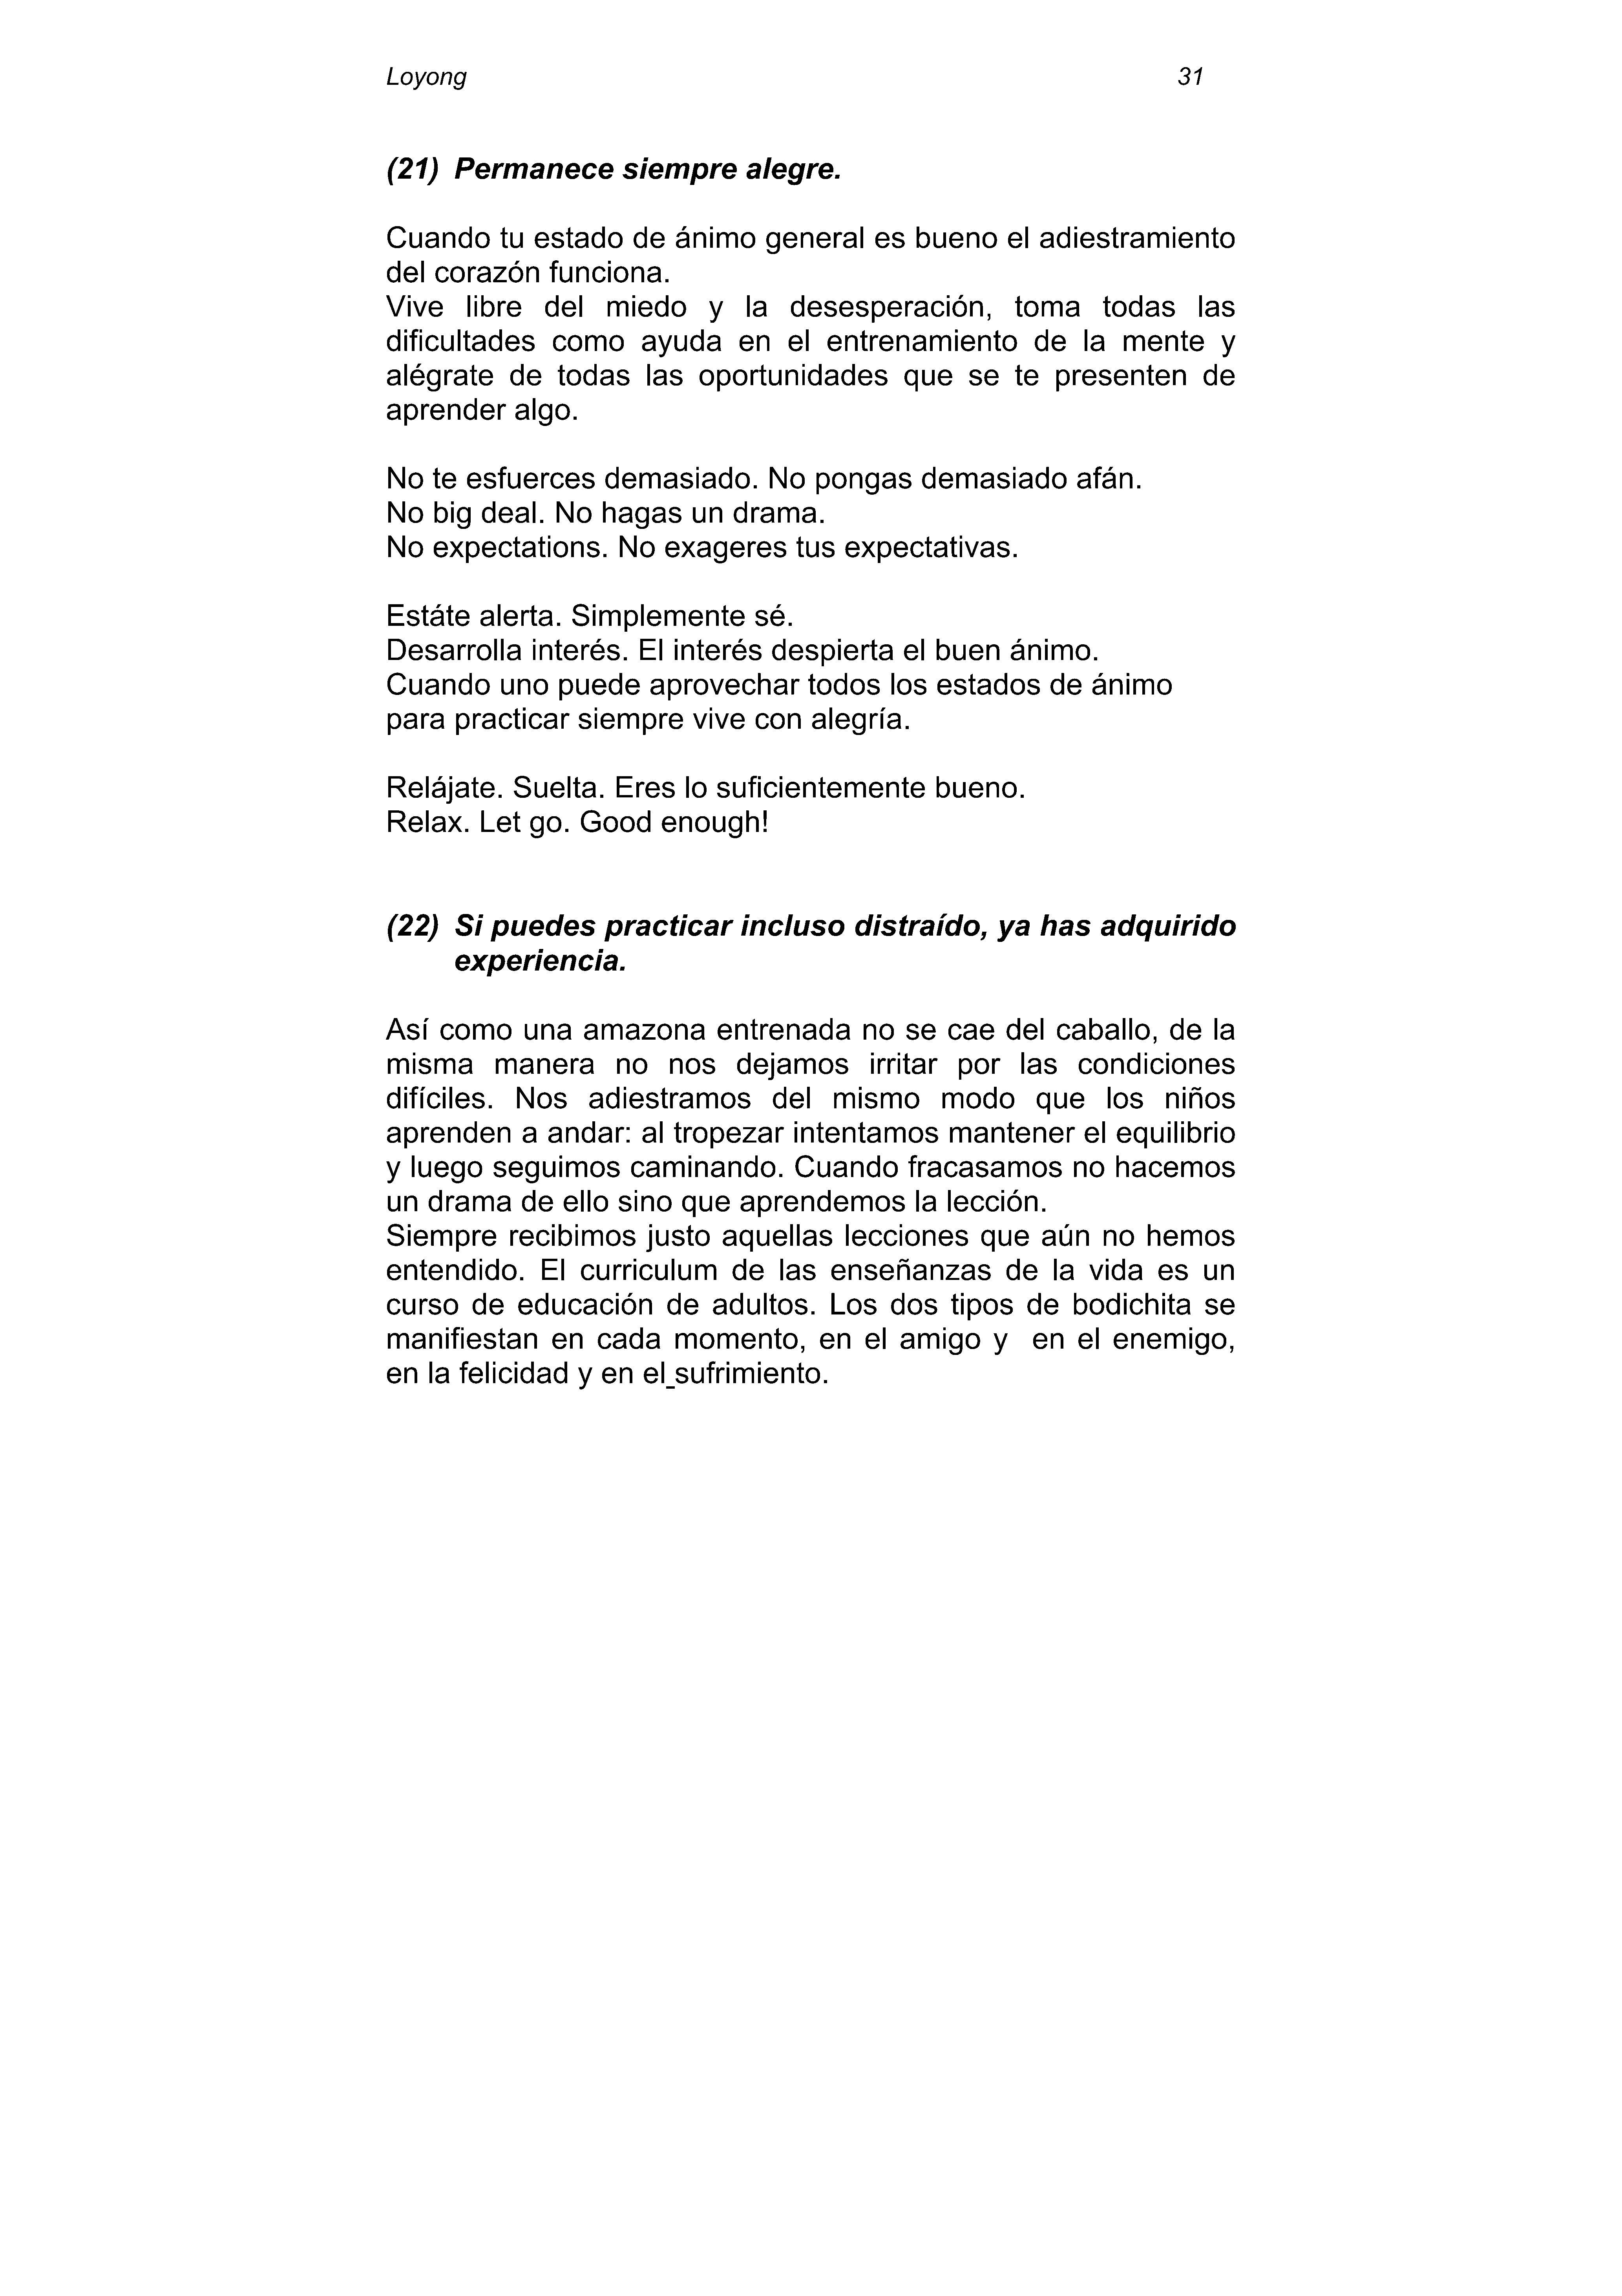 Loyong 31
(21) Permanece siempre alegre.
Cuando tu estado de ánimo general es bueno el adiestramiento
del corazón funciona.
Vive libre del miedo y la desesperación, toma todas las
dificultades como ayuda en el entrenamiento de la mente y
alégrate de todas las oportunidades que se te presenten de
aprender algo.
No te esfuerces demasiado. No pongas demasiado afán.
No big deal. No hagas un drama.
No expectations. No exageres tus expectativas.
Estáte alerta. Simplemente sé.
Desarrolla interés. El interés despierta el buen ánimo.
Cuando uno puede aprovechar todos los estados de ánimo
para practicar siempre vive con alegría.
Relájate. Suelta. Eres lo suficientemente bueno.
Relax. Let go. Good enough!
(22) Si puedes practicar incluso distraído, ya has adquirido
experiencia.
Así como una amazona entrenada no se cae del caballo, de la
misma manera no nos dejamos irritar por las condiciones
difíciles. Nos adiestramos del mismo modo que los niños
aprenden a andar: al tropezar intentamos mantener el equilibrio
y luego seguimos caminando. Cuando fracasamos no hacemos
un drama de ello sino que aprendemos la lección.
Siempre recibimos justo aquellas lecciones que aún no hemos
entendido. El curriculum de las enseñanzas de la vida es un
curso de educación de adultos. Los dos tipos de bodichita se
manifiestan en cada momento, en el amigo y en el enemigo,
en la felicidad y en el sufrimiento.